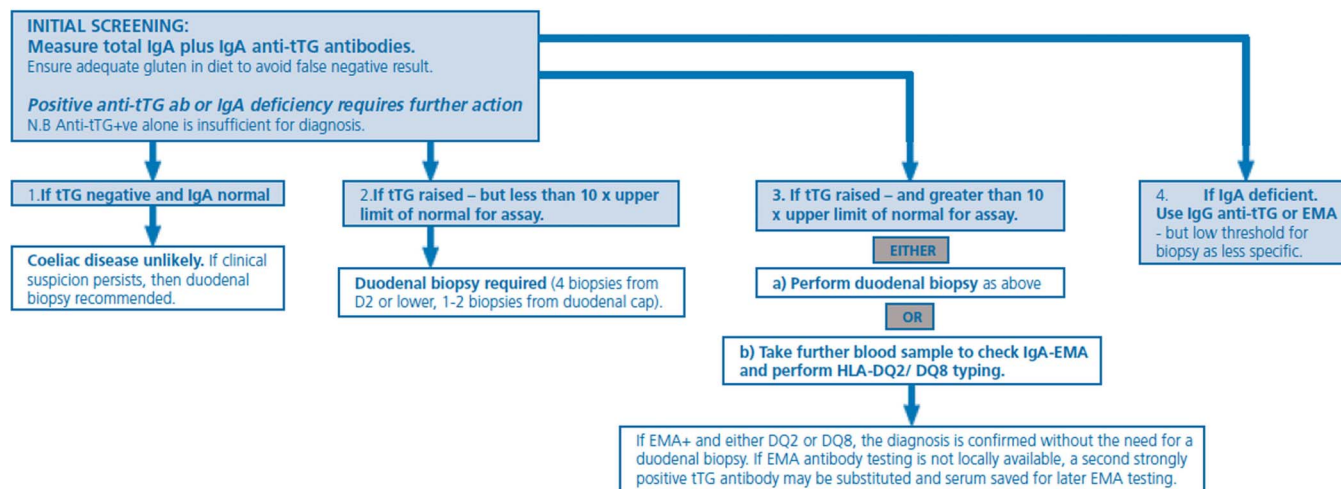 INITIAL SCREENING:
Measure total IgA plus IgA anti-tTG antibodies.
Ensure adequate gluten in diet to avoid false negative result.
Positive anti-tTG ab or IgA deficiency requires further action
N.B Anti-tTG+ve alone is insufficient for diagnosis.
1.If tTG negative and IgA normal
Coeliac disease unlikely. If clinical
suspicion persists, then duodenal
biopsy recommended.
2.If tTG raised – but less than 10 x upper
limit of normal for assay.
Duodenal biopsy required (4 biopsies from
D2 or lower, 1-2 biopsies from duodenal cap).
3. If tTG raised – and greater than 10
x upper limit of normal for assay.
EITHER
a) Perform duodenal biopsy as above
OR
b) Take further blood sample to check IgA-EMA
and perform HLA-DQ2/ DQ8 typing.
If EMA+ and either DQ2 or DQ8, the diagnosis is confirmed without the need for a
duodenal biopsy. If EMA antibody testing is not locally available, a second strongly
positive tTG antibody may be substituted and serum saved for later EMA testing.
4. If IgA deficient.
Use IgG anti-tTG or EMA
- but low threshold for
biopsy as less specific.